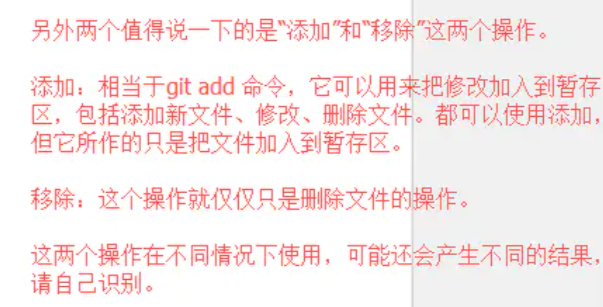 另外两个值得说一下的是“添加”和“移除”这两个操作。
添加：相当于git add 命令，它可以用来把修改加入到暂存
区，包括添加新文件、修改、删除文件。都可以使用添加，
但它所作的只是把文件加入到暂存区。
移除：这个操作就仅仅只是删除文件的操作。
这两个操作在不同情况下使用，可能还会产生不同的结果，
请自己识别。